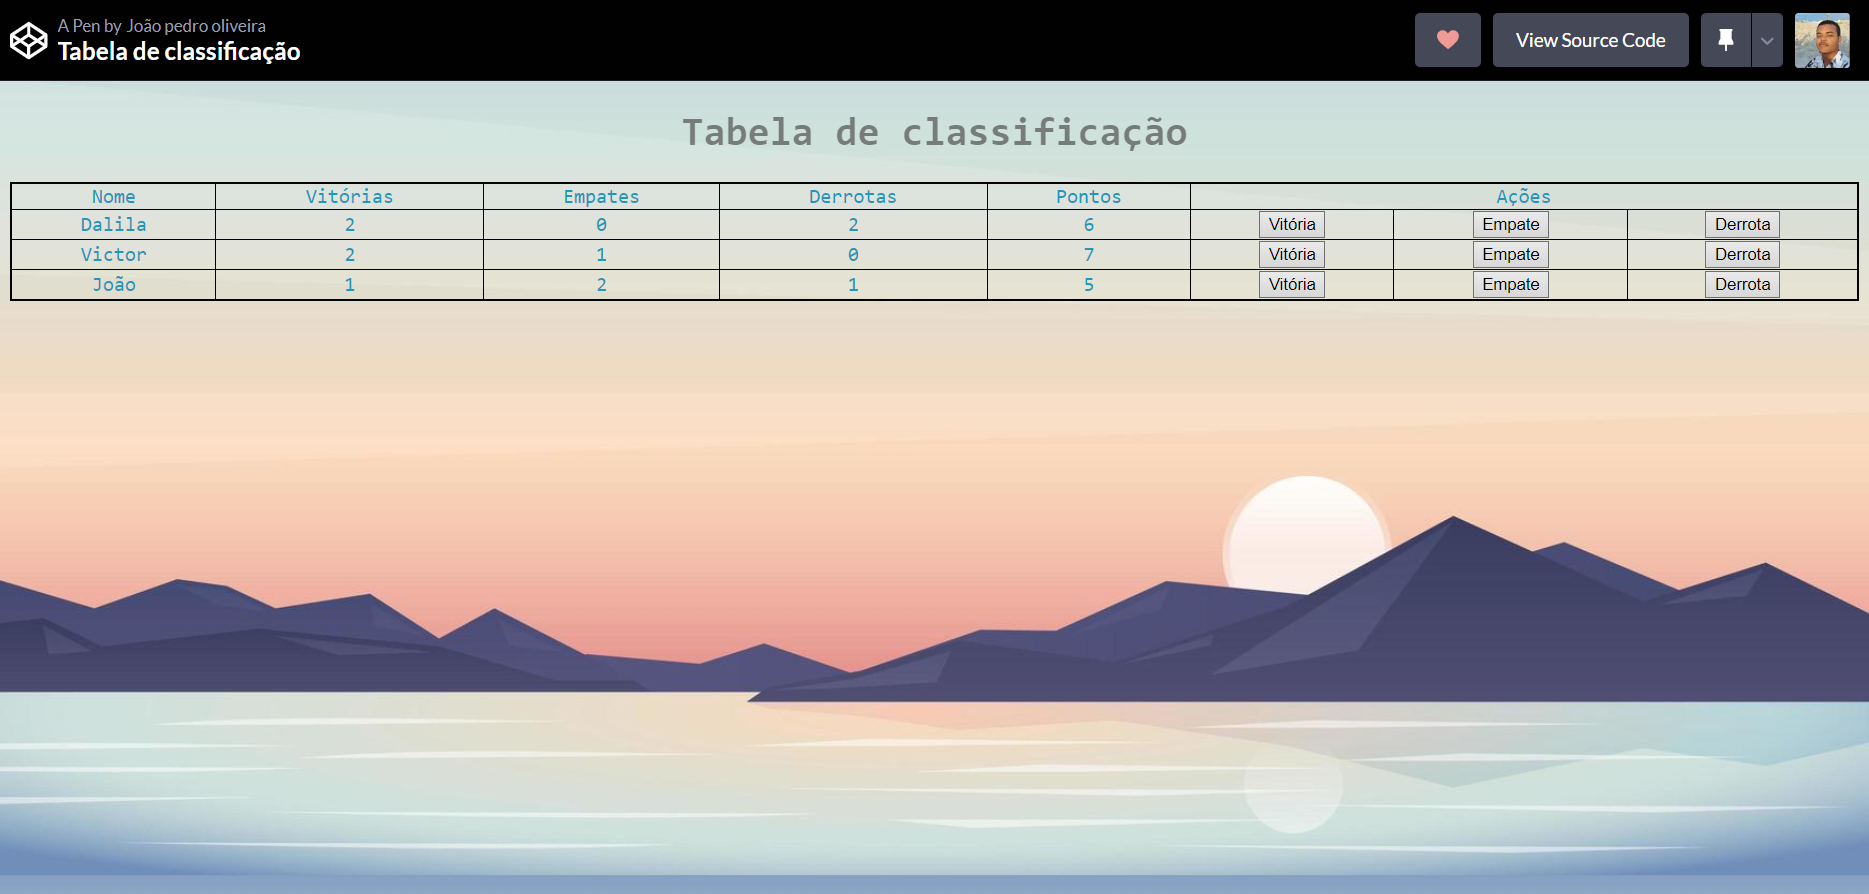 A Pen by João pedro oliveira
Tabela de classificação
View Source Code
Tabela de classificação
Nome Vitórias Empates Derrotas Pontos Ações
Dalila 2 0 2 6 Vitória Empate Derrota
Victor 2 1 0 7 Vitória Empate Derrota
João 1 2 1 5 Vitória Empate Derrota